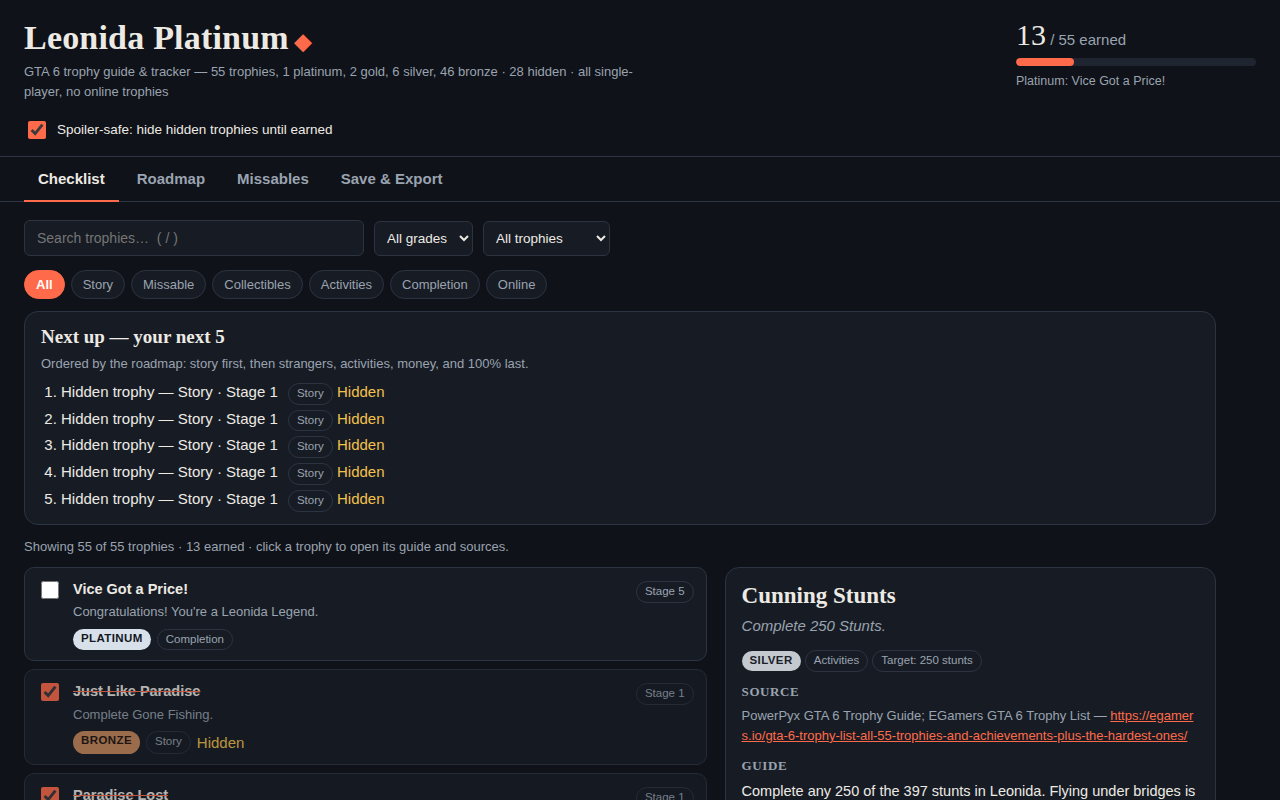 Leonida Platinum
13 / 55 earned
GTA 6 trophy guide & tracker — 55 trophies, 1 platinum, 2 gold, 6 silver, 46 bronze · 28 hidden · all single-
player, no online trophies
Platinum: Vice Got a Price!
Spoiler-safe: hide hidden trophies until earned
Checklist Roadmap Missables Save & Export
Search trophies… ( / ) All grades All trophies
All Story Missable Collectibles Activities Completion Online
Next up — your next 5
Ordered by the roadmap: story first, then strangers, activities, money, and 100% last.
1. Hidden trophy — Story · Stage 1 Story Hidden
2. Hidden trophy — Story · Stage 1 Story Hidden
3. Hidden trophy — Story · Stage 1 Story Hidden
4. Hidden trophy — Story · Stage 1 Story Hidden
5. Hidden trophy — Story · Stage 1 Story Hidden
Showing 55 of 55 trophies · 13 earned · click a trophy to open its guide and sources.
Vice Got a Price! Stage 5
Congratulations! You're a Leonida Legend.
PLATINUM Completion
Just Like Paradise Stage 1
Complete Gone Fishing.
BRONZE Story Hidden
Paradise Lost Stage 1
Cunning Stunts
Complete 250 Stunts.
SILVER Activities Target: 250 stunts
SOURCE
PowerPyx GTA 6 Trophy Guide; EGamers GTA 6 Trophy List — https://egamer
s.io/gta-6-trophy-list-all-55-trophies-and-achievements-plus-the-hardest-ones/
GUIDE
Complete any 250 of the 397 stunts in Leonida. Flying under bridges is